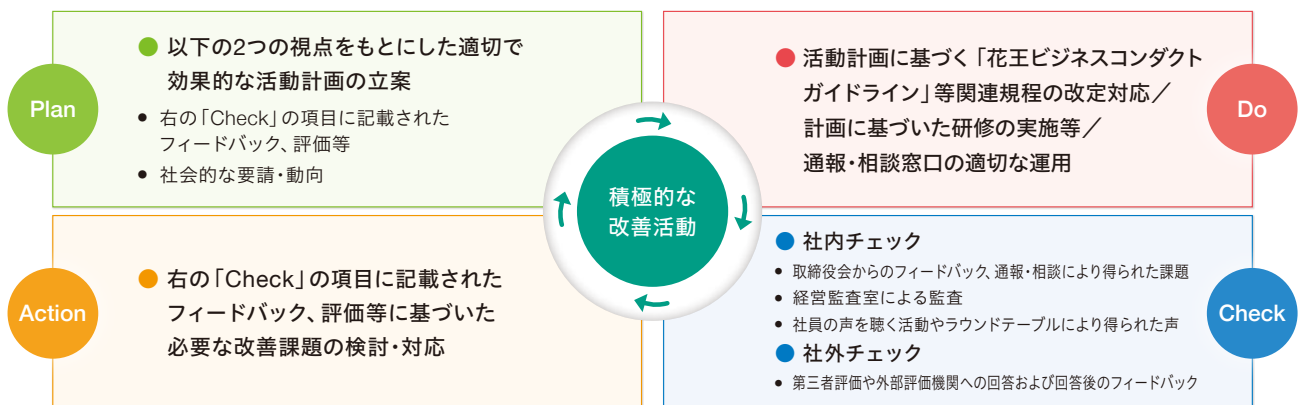 Plan
● 以下の2つの視点をもとにした適切で
効果的な活動計画の立案
• 右の「Check」の項目に記載された
フィードバック、評価等
• 社会的な要請・動向
● 活動計画に基づく「花王ビジネスコンダクト
ガイドライン」等関連規程の改定対応／
計画に基づいた研修の実施等／
通報・相談窓口の適切な運用
Do
積極的な
改善活動
Action
● 右の「Check」の項目に記載された
フィードバック、評価等に基づいた
必要な改善課題の検討・対応
● 社内チェック
• 取締役会からのフィードバック、通報・相談により得られた課題
• 経営監査室による監査
• 社員の声を聴く活動やラウンドテーブルにより得られた声
● 社外チェック
• 第三者評価や外部評価機関への回答および回答後のフィードバック
Check